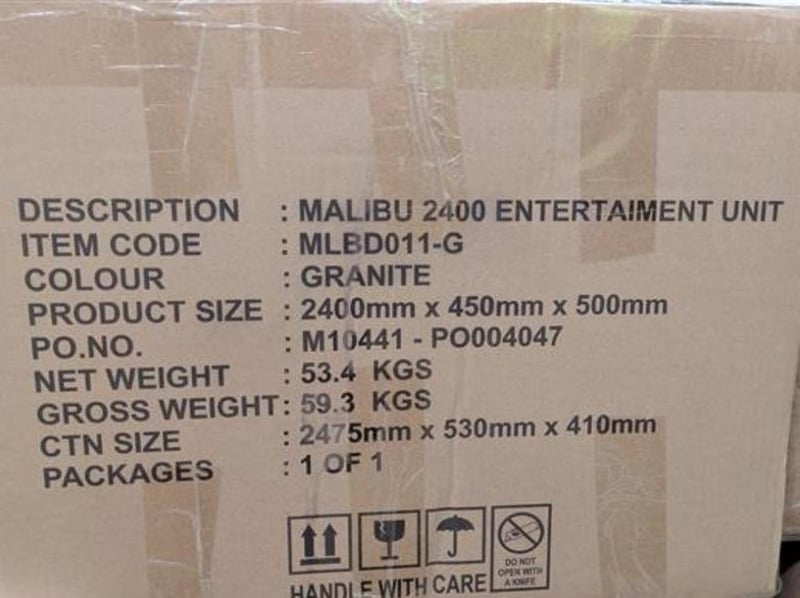 DESCRIPTION : MALIBU 2400 ENTERTAIMENT UNIT
ITEM CODE : MLBD011-G
COLOUR : GRANITE
PRODUCT SIZE : 2400mm x 450mm x 500mm
PO.NO. : M10441 - PO004047
NET WEIGHT : 53.4 KGS
GROSS WEIGHT : 59.3 KGS
CTN SIZE : 2475mm x 530mm x 410mm
PACKAGES : 1 OF 1
DO NOT
OPEN WITH
A KNIFE
HANDLE WITH CARE